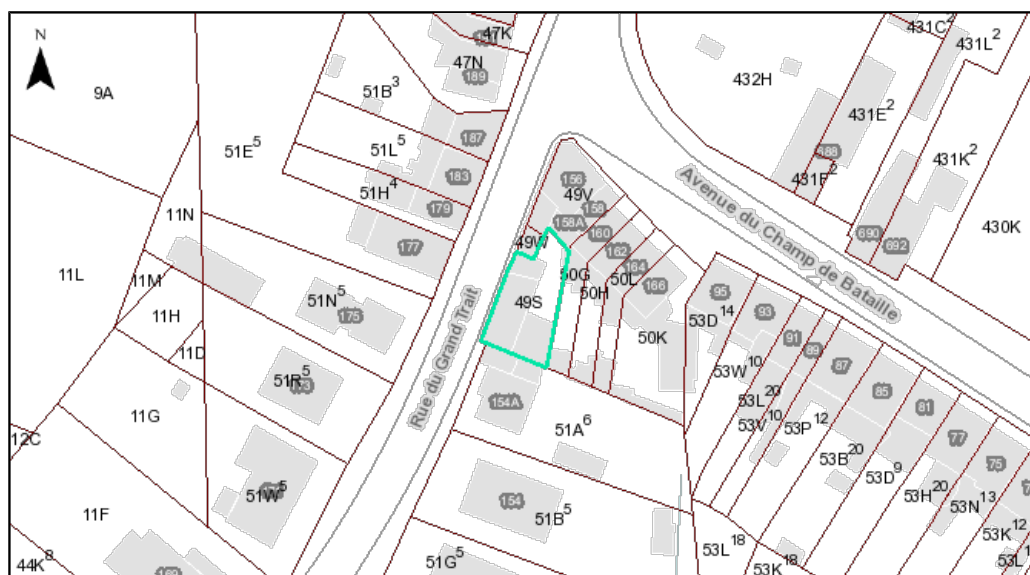 N
47K
431C²
431L²
47N
189
432H
9A
51B³
431E²
187
51E⁵
51L⁵
188
431K²
156
431F²
183
51H⁴
49V
11N
158
179
158A
160
690
692
430K
177
49W
162
11L
11M
50G
164
50L
166
95
49S
50H
53D¹⁴
93
51N⁵
175
11H
50K
91
89
11D
87
53W¹⁰
51R⁵
53L²⁰
85
154A
53V¹⁰
53P¹²
81
11G
51A⁶
12C
53B²⁰
77
53D⁹
75
51W⁵
154
53H²⁰
53N¹³
11F
51B⁵
53K¹²
44K⁸
51G⁵
53L¹⁸
53K¹⁸
Rue du Grand Trait
Avenue du Champ de Bataille